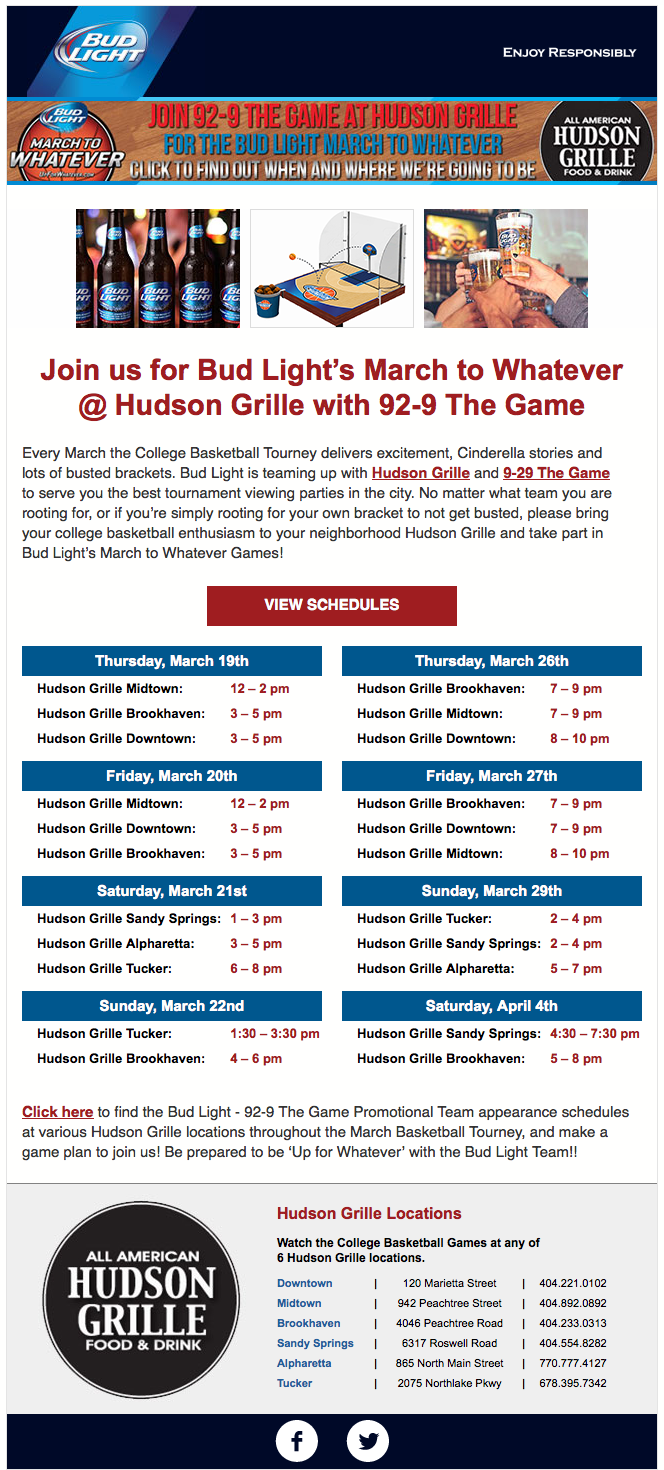 BUD LIGHT
ENJOY RESPONSIBLY
BUD LIGHT
MARCH TO WHATEVER
UPFORWHATEVER.COM
JOIN 92-9 THE GAME AT HUDSON GRILLE
FOR THE BUD LIGHT MARCH TO WHATEVER
CLICK TO FIND OUT WHEN AND WHERE WE'RE GOING TO BE
ALL AMERICAN
HUDSON
GRILLE
FOOD & DRINK
BUD LIGHT
BUD LIGHT
BUD LIGHT
BUD LIGHT
Join us for Bud Light's March to Whatever
@ Hudson Grille with 92-9 The Game
Every March the College Basketball Tourney delivers excitement, Cinderella stories and
lots of busted brackets. Bud Light is teaming up with Hudson Grille and 9-29 The Game
to serve you the best tournament viewing parties in the city. No matter what team you are
rooting for, or if you're simply rooting for your own bracket to not get busted, please bring
your college basketball enthusiasm to your neighborhood Hudson Grille and take part in
Bud Light's March to Whatever Games!
VIEW SCHEDULES
Thursday, March 19th
Hudson Grille Midtown: 12 – 2 pm
Hudson Grille Brookhaven: 3 – 5 pm
Hudson Grille Downtown: 3 – 5 pm
Thursday, March 26th
Hudson Grille Brookhaven: 7 – 9 pm
Hudson Grille Midtown: 7 – 9 pm
Hudson Grille Downtown: 8 – 10 pm
Friday, March 20th
Hudson Grille Midtown: 12 – 2 pm
Hudson Grille Downtown: 3 – 5 pm
Hudson Grille Brookhaven: 3 – 5 pm
Friday, March 27th
Hudson Grille Brookhaven: 7 – 9 pm
Hudson Grille Downtown: 7 – 9 pm
Hudson Grille Midtown: 8 – 10 pm
Saturday, March 21st
Hudson Grille Sandy Springs: 1 – 3 pm
Hudson Grille Alpharetta: 3 – 5 pm
Hudson Grille Tucker: 6 – 8 pm
Sunday, March 29th
Hudson Grille Tucker: 2 – 4 pm
Hudson Grille Sandy Springs: 2 – 4 pm
Hudson Grille Alpharetta: 5 – 7 pm
Sunday, March 22nd
Hudson Grille Tucker: 1:30 – 3:30 pm
Hudson Grille Brookhaven: 4 – 6 pm
Saturday, April 4th
Hudson Grille Sandy Springs: 4:30 – 7:30 pm
Hudson Grille Brookhaven: 5 – 8 pm
Click here to find the Bud Light - 92-9 The Game Promotional Team appearance schedules
at various Hudson Grille locations throughout the March Basketball Tourney, and make a
game plan to join us! Be prepared to be 'Up for Whatever' with the Bud Light Team!!
ALL AMERICAN
HUDSON
GRILLE
FOOD & DRINK
Hudson Grille Locations
Watch the College Basketball Games at any of
6 Hudson Grille locations.
Downtown | 120 Marietta Street | 404.221.0102
Midtown | 942 Peachtree Street | 404.892.0892
Brookhaven | 4046 Peachtree Road | 404.233.0313
Sandy Springs | 6317 Roswell Road | 404.554.8282
Alpharetta | 865 North Main Street | 770.777.4127
Tucker | 2075 Northlake Pkwy | 678.395.7342